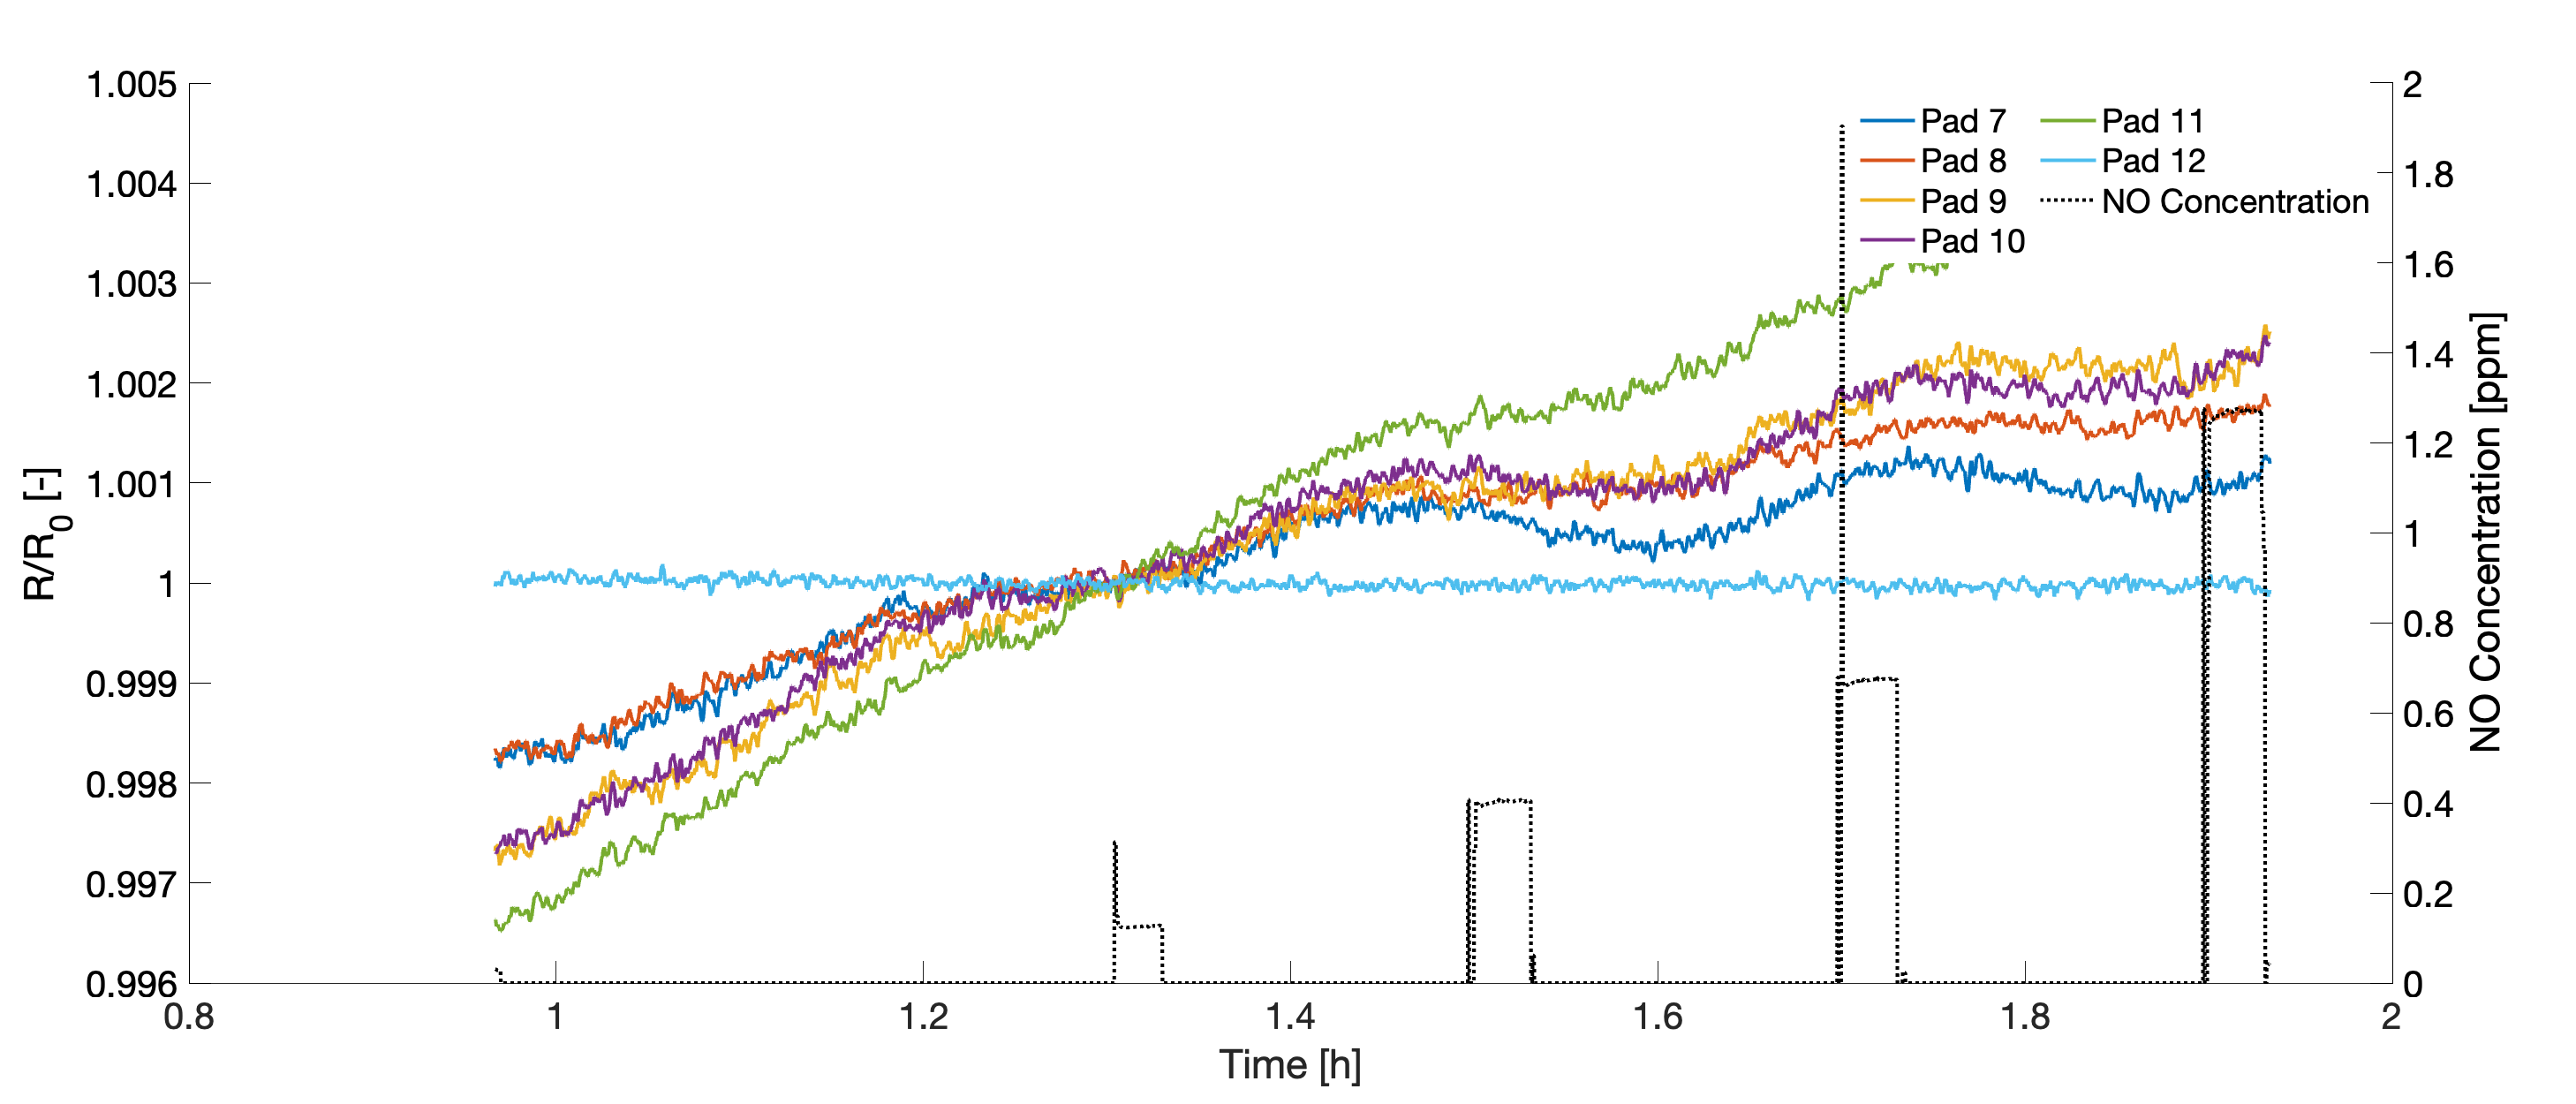 1.005
1.004
1.003
1.002
1.001
1
0.999
0.998
0.997
0.996
R/R0 [-]
0.8
1
1.2
1.4
1.6
1.8
2
Time [h]
2
1.8
1.6
1.4
1.2
1
0.8
0.6
0.4
0.2
0
NO Concentration [ppm]
Pad 7
Pad 8
Pad 9
Pad 10
Pad 11
Pad 12
NO Concentration